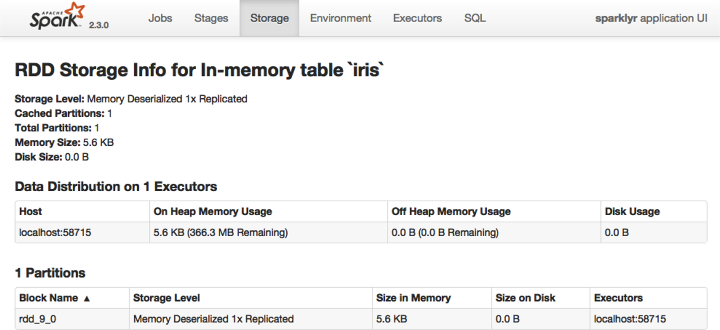 APACHE Spark 2.3.0 Jobs Stages Storage Environment Executors SQL sparklyr application UI
RDD Storage Info for In-memory table `iris`
Storage Level: Memory Deserialized 1x Replicated
Cached Partitions: 1
Total Partitions: 1
Memory Size: 5.6 KB
Disk Size: 0.0 B
Data Distribution on 1 Executors
Host On Heap Memory Usage Off Heap Memory Usage Disk Usage
localhost:58715 5.6 KB (366.3 MB Remaining) 0.0 B (0.0 B Remaining) 0.0 B
1 Partitions
Block Name ▲ Storage Level Size in Memory Size on Disk Executors
rdd_9_0 Memory Deserialized 1x Replicated 5.6 KB 0.0 B localhost:58715